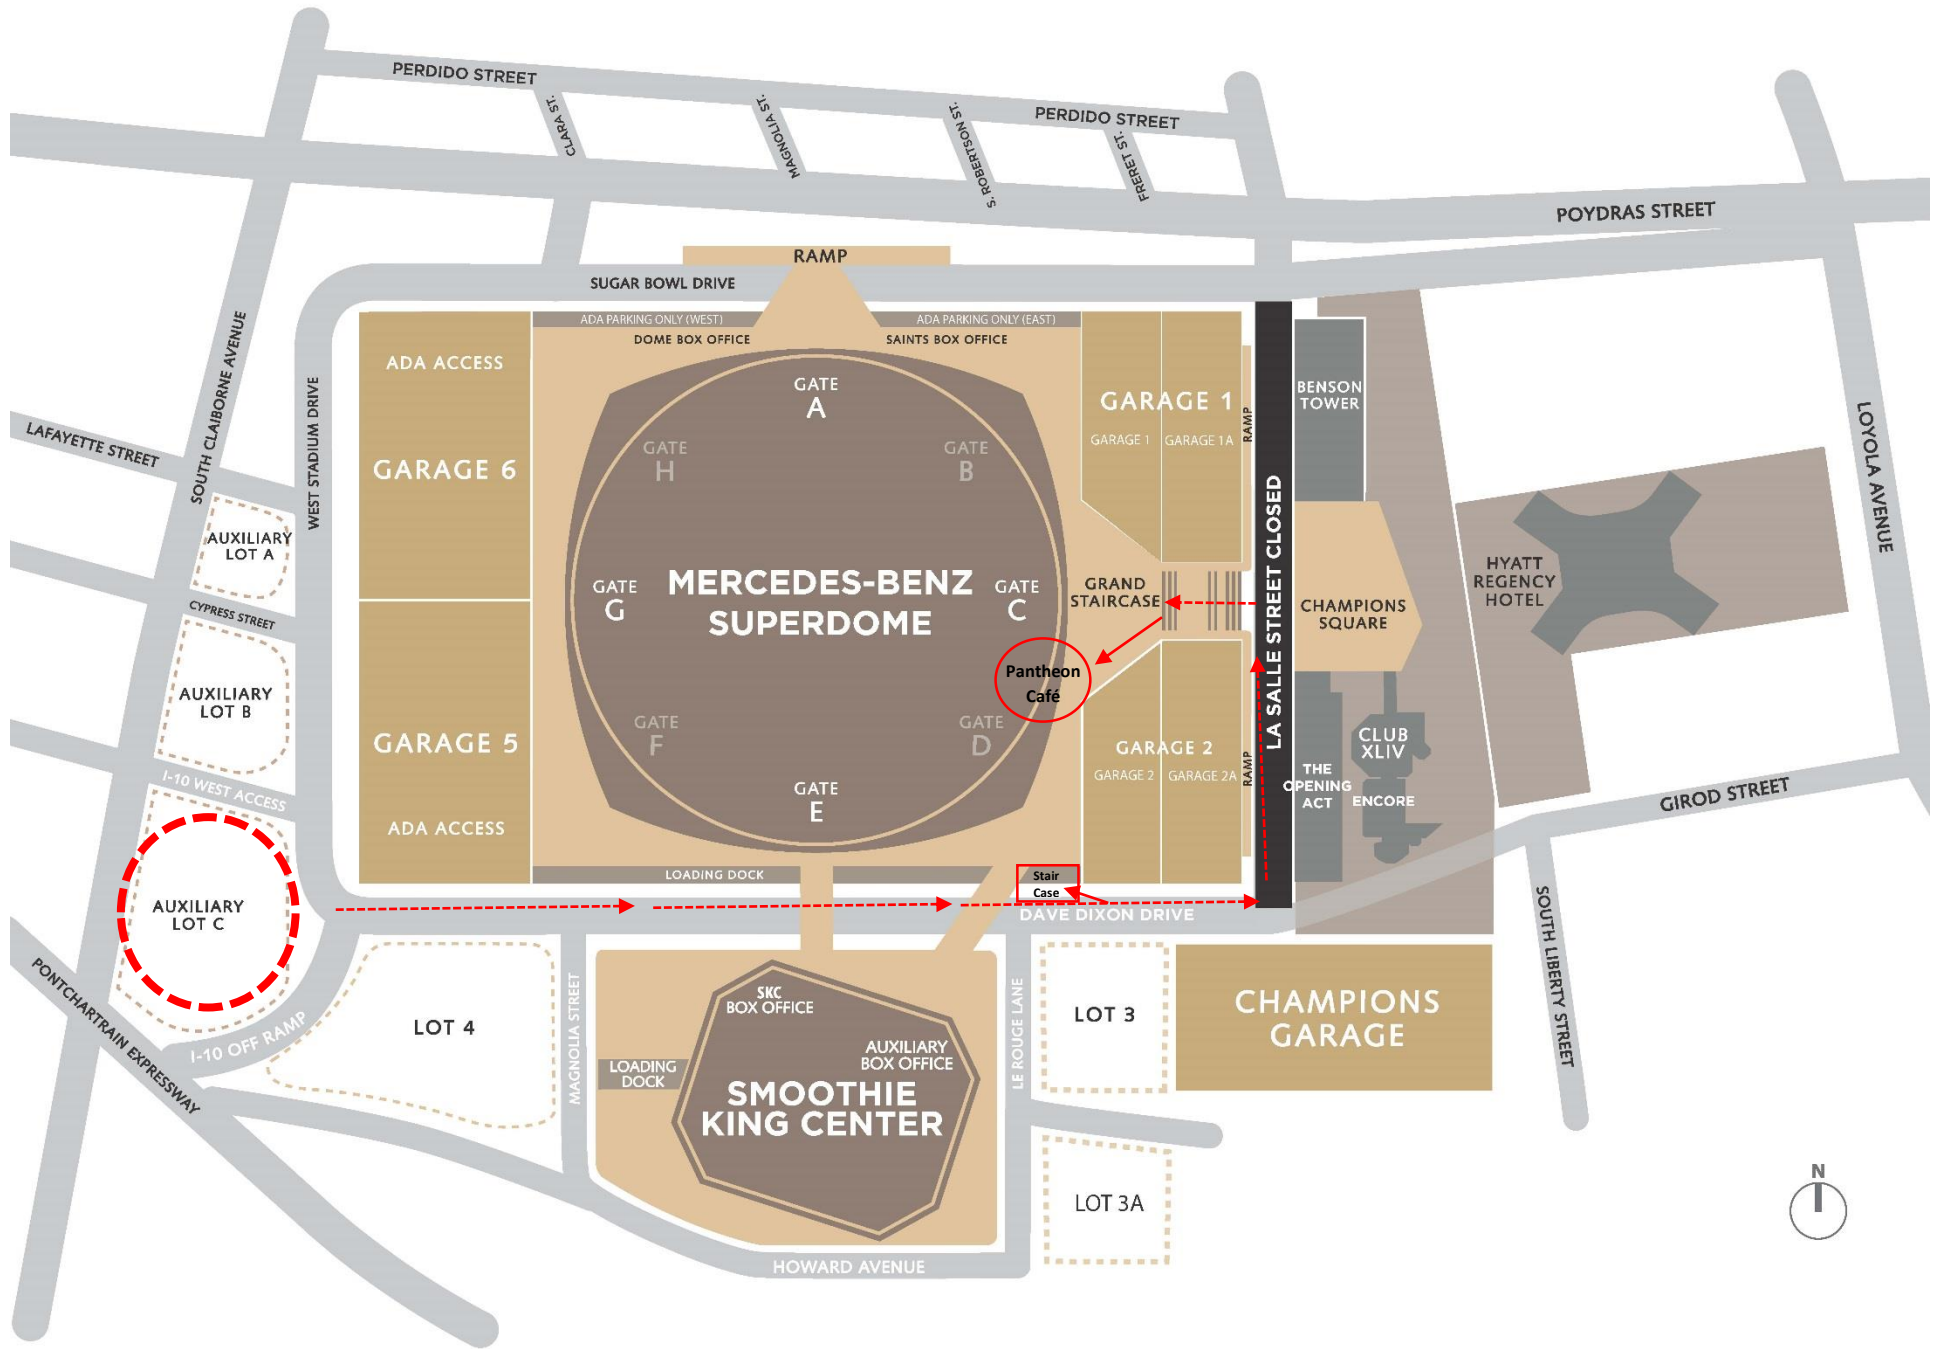 PERDIDO STREET
CLARA ST.
MAGNOLIA ST.
S. ROBERTSON ST.
PERDIDO STREET
FRERET ST.
POYDRAS STREET
RAMP
SUGAR BOWL DRIVE
ADA PARKING ONLY (WEST)
ADA PARKING ONLY (EAST)
DOME BOX OFFICE
SAINTS BOX OFFICE
SOUTH CLAIBORNE AVENUE
WEST STADIUM DRIVE
LAFAYETTE STREET
ADA ACCESS
GARAGE 6
GATE
A
GATE
H
GATE
B
GARAGE 1
GARAGE 1
GARAGE 1A
RAMP
BENSON
TOWER
LOYOLA AVENUE
AUXILIARY
LOT A
CYPRESS STREET
GATE
G
MERCEDES-BENZ
SUPERDOME
GATE
C
GRAND
STAIRCASE
LA SALLE STREET CLOSED
CHAMPIONS
SQUARE
HYATT
REGENCY
HOTEL
AUXILIARY
LOT B
Pantheon
Café
GARAGE 5
GATE
F
GATE
D
GARAGE 2
GARAGE 2
GARAGE 2A
RAMP
CLUB
XLIV
THE
OPENING
ACT
ENCORE
GATE
E
I-10 WEST ACCESS
ADA ACCESS
GIROD STREET
LOADING DOCK
Stair
Case
AUXILIARY
LOT C
DAVE DIXON DRIVE
SOUTH LIBERTY STREET
PONTCHARTRAIN EXPRESSWAY
I-10 OFF RAMP
LOT 4
MAGNOLIA STREET
SKC
BOX OFFICE
AUXILIARY
BOX OFFICE
LOADING
DOCK
SMOOTHIE
KING CENTER
LE ROUGE LANE
LOT 3
CHAMPIONS
GARAGE
LOT 3A
HOWARD AVENUE
N